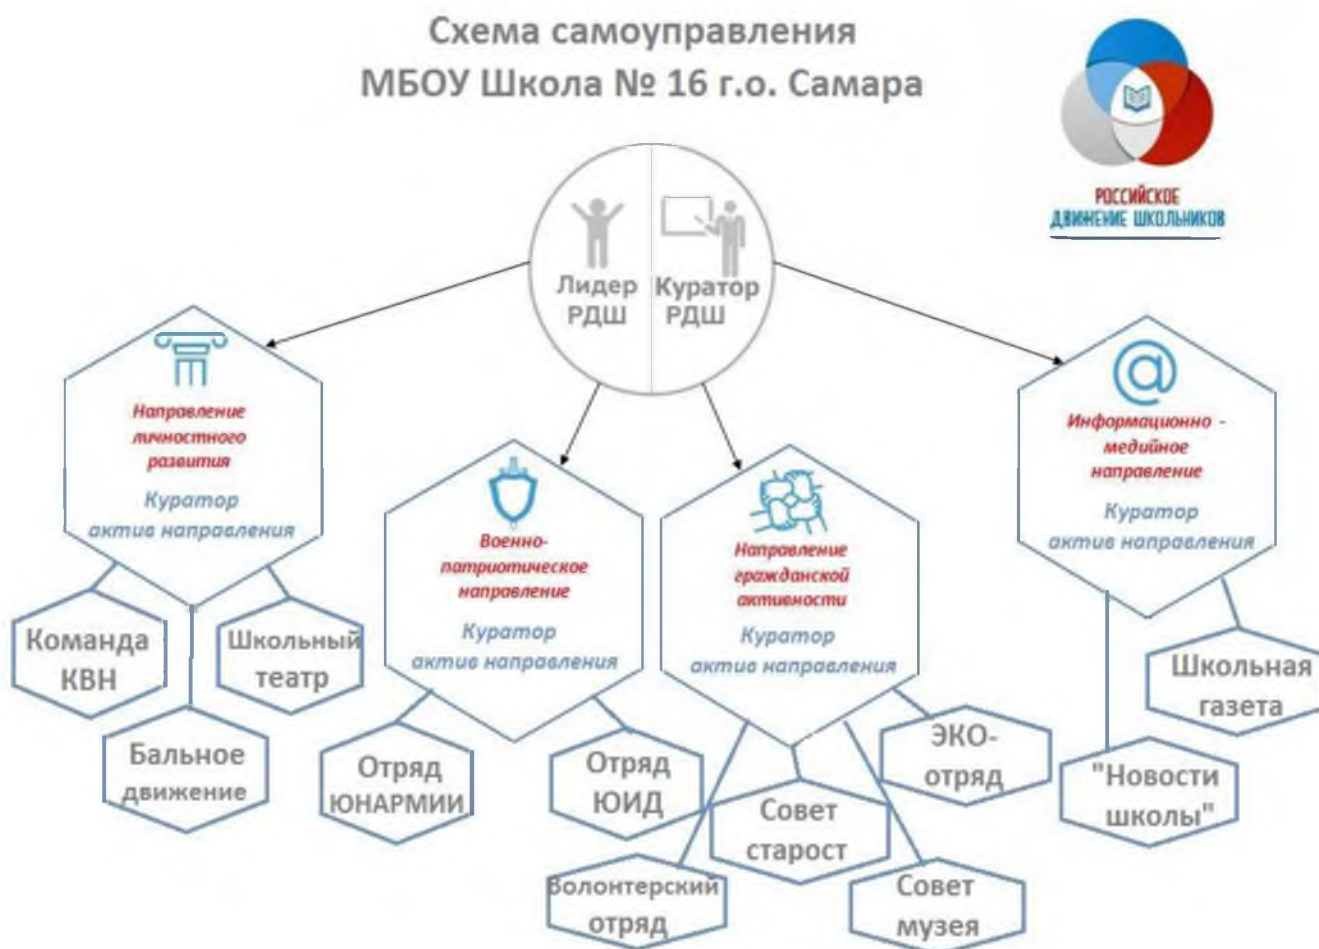 Схема самоуправления
МБОУ Школа № 16 г.о. Самара
РОССИЙСКОЕ
ДВИЖЕНИЕ ШКОЛЬНИКОВ
Лидер
РДШ
Куратор
РДШ
Направление
личностного
развития
Куратор
актив направления
Команда
КВН
Бальное
движение
Школьный
театр
Военно-
патриотическое
направление
Куратор
актив направления
Отряд
ЮНАРМИИ
Отряд
ЮИД
Направление
гражданской
активности
Куратор
актив направления
Волонтерский
отряд
Совет
старост
Совет
музея
ЭКО-
отряд
Информационно -
медийное
направление
Куратор
актив направления
"Новости
школы"
Школьная
газета